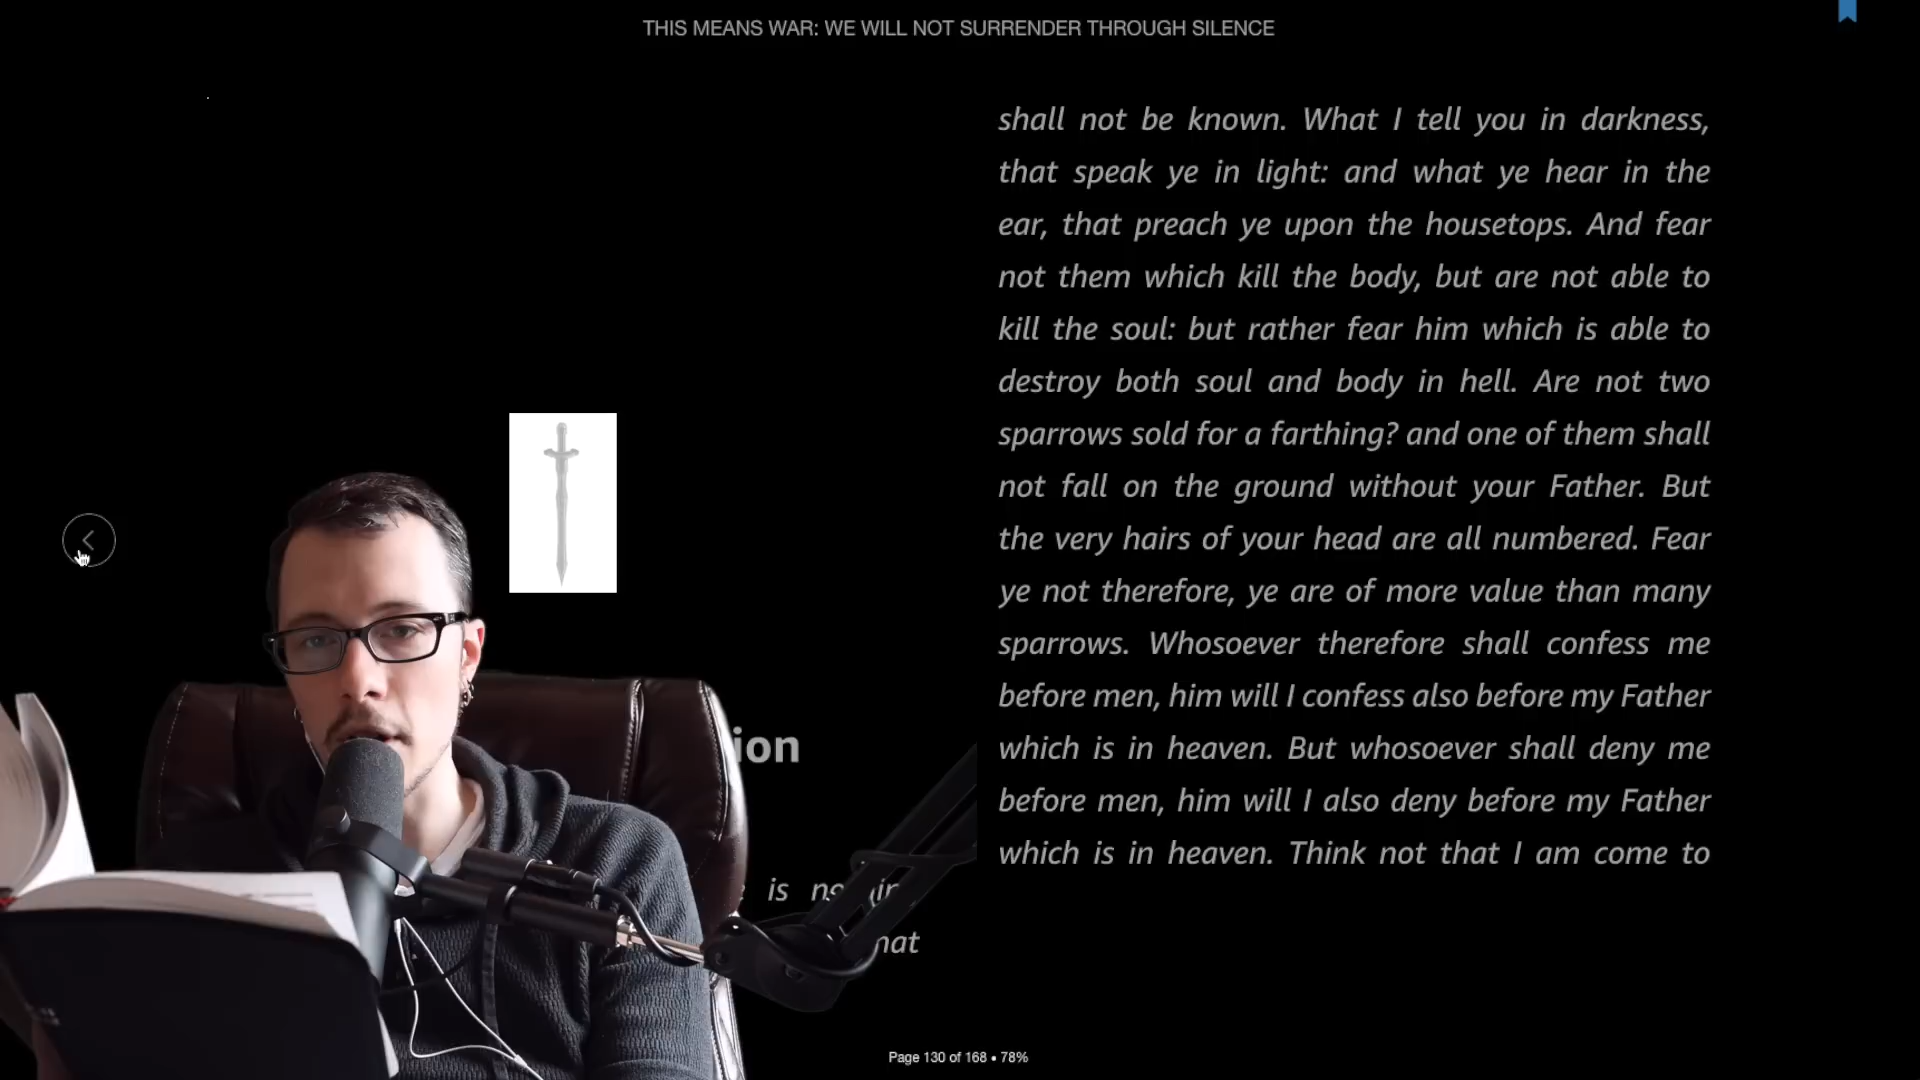 THIS MEANS WAR: WE WILL NOT SURRENDER THROUGH SILENCE
ion
is
hat
shall not be known. What I tell you in darkness,
that speak ye in light: and what ye hear in the
ear, that preach ye upon the housetops. And fear
not them which kill the body, but are not able to
kill the soul: but rather fear him which is able to
destroy both soul and body in hell. Are not two
sparrows sold for a farthing? and one of them shall
not fall on the ground without your Father. But
the very hairs of your head are all numbered. Fear
ye not therefore, ye are of more value than many
sparrows. Whosoever therefore shall confess me
before men, him will I confess also before my Father
which is in heaven. But whosoever shall deny me
before men, him will I also deny before my Father
which is in heaven. Think not that I am come to
Page 130 of 168 • 78%